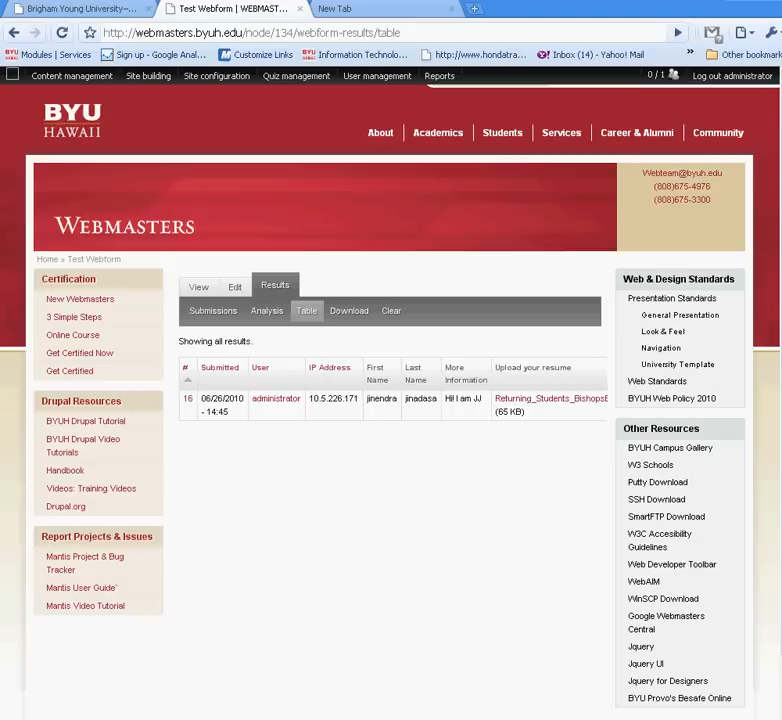 Brigham Young University–...
Test Webform | WEBMAST...
New Tab
http://webmasters.byuh.edu/node/134/webform-results/table
Modules | Services
Sign up - Google Anal...
Customize Links
Information Technolo...
http://www.hondatra...
Inbox (14) - Yahoo! Mail
»
Other bookmark
Content management
Site building
Site configuration
Quiz management
User management
Reports
0 / 1
Log out administrator
BYU
HAWAII
About
Academics
Students
Services
Career & Alumni
Community
WEBMASTERS
Webteam@byuh.edu
(808)675-4976
(808)675-3300
Home » Test Webform
Certification
New Webmasters
3 Simple Steps
Online Course
Get Certified Now
Get Certified
Drupal Resources
BYUH Drupal Tutorial
BYUH Drupal Video
Tutorials
Handbook
Videos: Training Videos
Drupal.org
Report Projects & Issues
Mantis Project & Bug
Tracker
Mantis User Guide`
Mantis Video Tutorial
View
Edit
Results
Submissions
Analysis
Table
Download
Clear
Showing all results.
# Submitted User IP Address First Last More Upload your resume
Name Name Information
16 06/26/2010 administrator 10.5.226.171 jinendra jinadasa Hi! I am JJ Returning_Students_BishopsE
- 14:45 (65 KB)
Web & Design Standards
Presentation Standards
General Presentation
Look & Feel
Navigation
University Template
Web Standards
BYUH Web Policy 2010
Other Resources
BYUH Campus Gallery
W3 Schools
Putty Download
SSH Download
SmartFTP Download
W3C Accesibility
Guidelines
Web Developer Toolbar
WebAIM
WinSCP Download
Google Webmasters
Central
Jquery
Jquery UI
Jquery for Designers
BYU Provo's Besafe Online